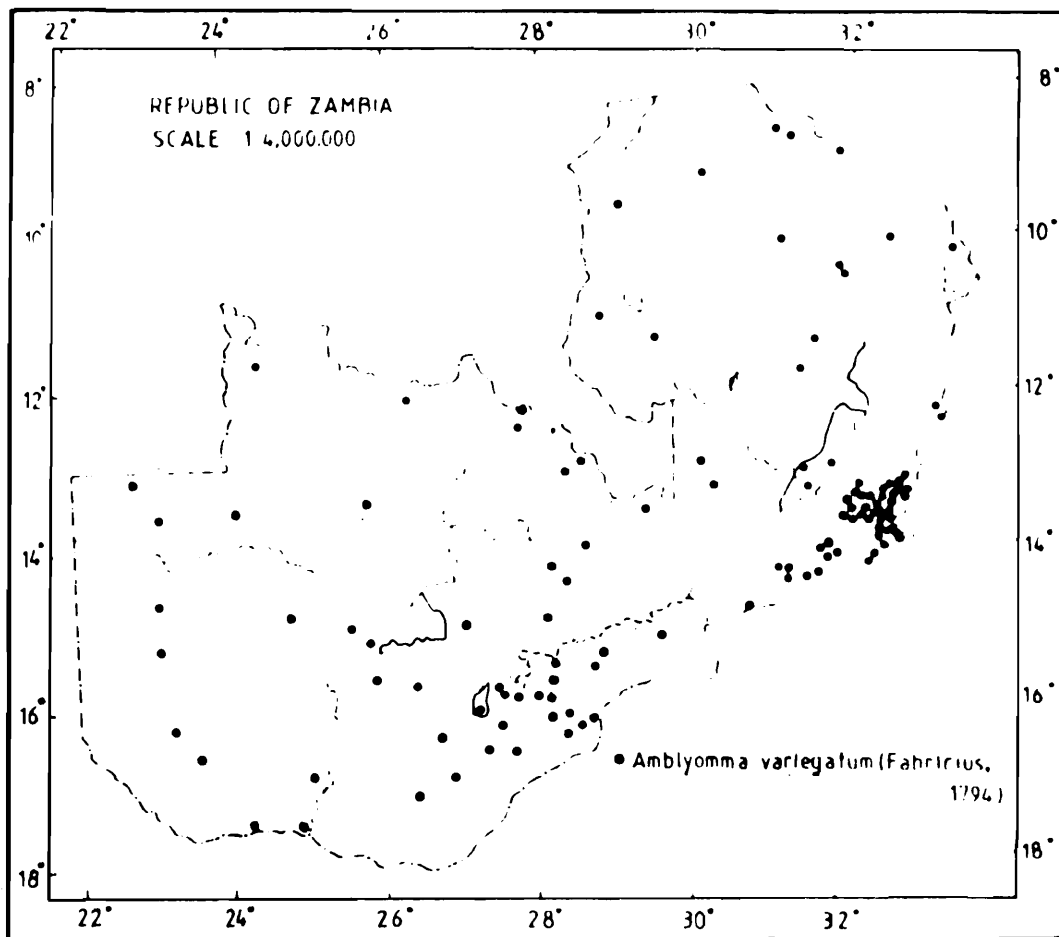 22° 24° 26° 28° 30° 32°
8° 8°
REPUBLIC OF ZAMBIA
SCALE 1 4,000.000
10° 10°
12° 12°
14° 14°
16° 16°
Amblyomma variegatum (Fabricius,
1794)
18° 18°
22° 24° 26° 28° 30° 32°